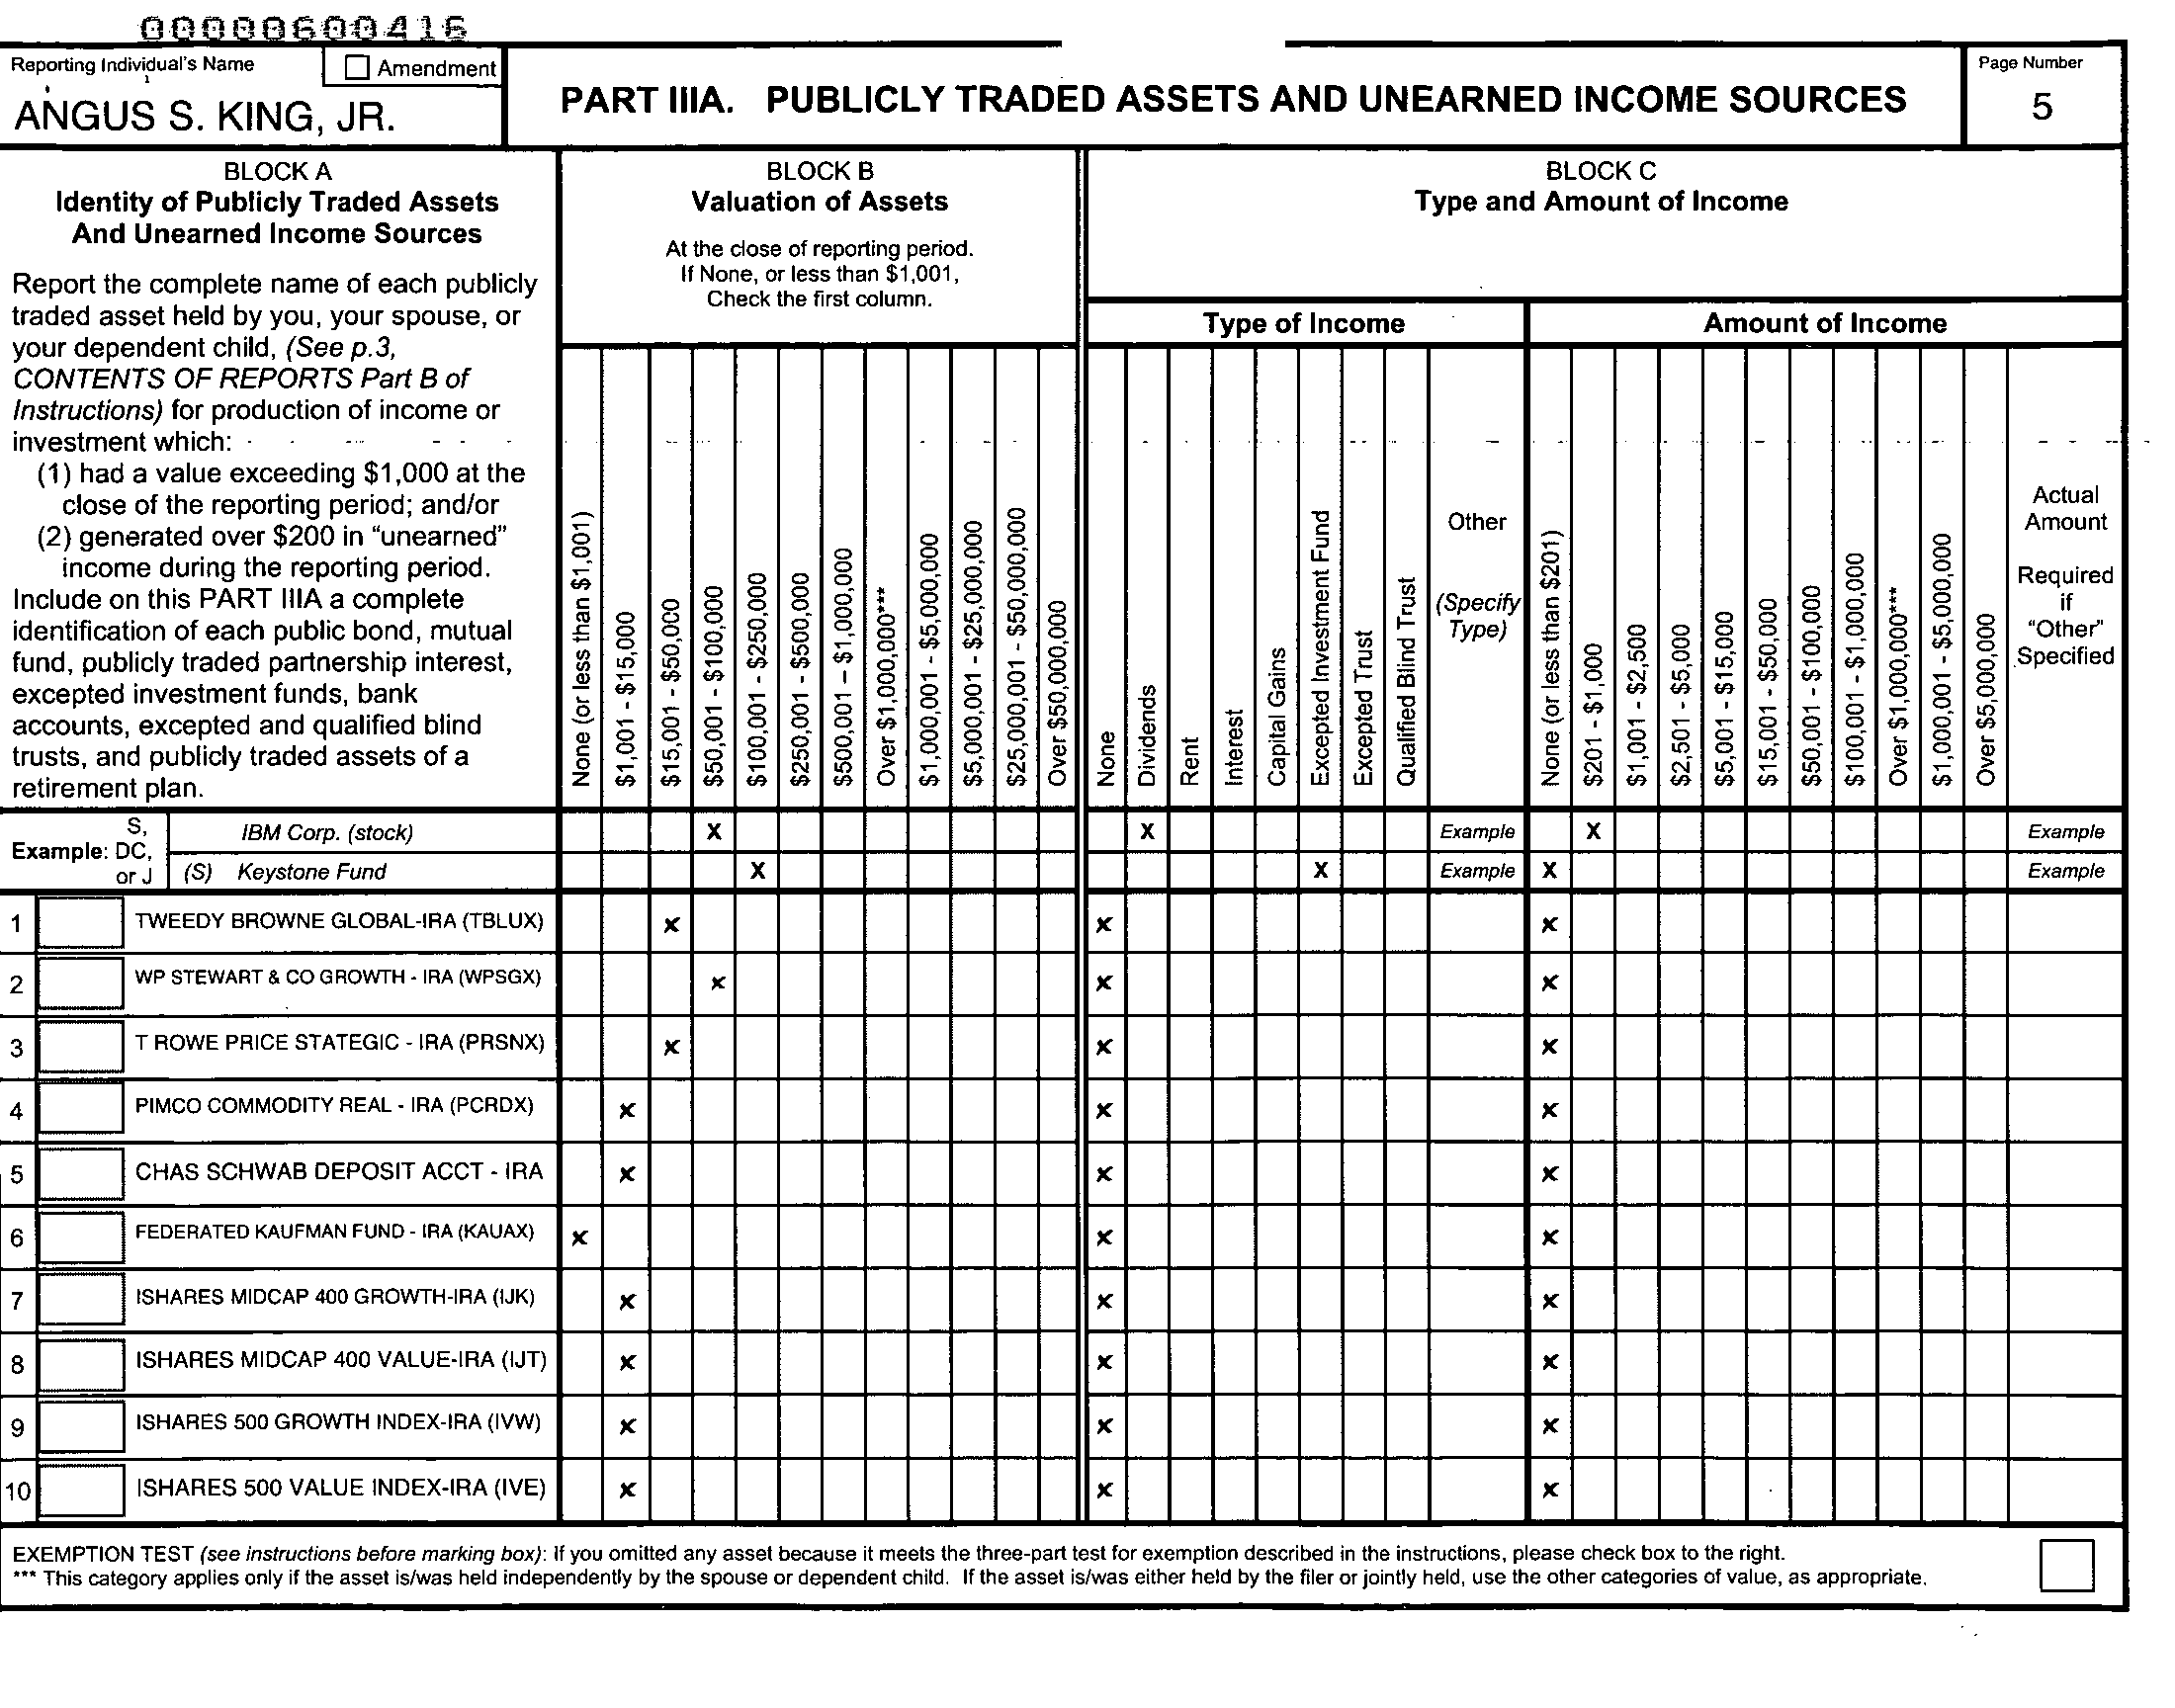 00000600416
Reporting Individual's Name
Amendment
ANGUS S. KING, JR.
PART IIIA. PUBLICLY TRADED ASSETS AND UNEARNED INCOME SOURCES
Page Number
5
BLOCK A
Identity of Publicly Traded Assets
And Unearned Income Sources
Report the complete name of each publicly
traded asset held by you, your spouse, or
your dependent child, (See p.3,
CONTENTS OF REPORTS Part B of
Instructions) for production of income or
investment which:
(1) had a value exceeding $1,000 at the
close of the reporting period; and/or
(2) generated over $200 in “unearned”
income during the reporting period.
Include on this PART IIIA a complete
identification of each public bond, mutual
fund, publicly traded partnership interest,
excepted investment funds, bank
accounts, excepted and qualified blind
trusts, and publicly traded assets of a
retirement plan.
BLOCK B
Valuation of Assets
At the close of reporting period.
If None, or less than $1,001,
Check the first column.
None (or less than $1,001)
$1,001 - $15,000
$15,001 - $50,000
$50,001 - $100,000
$100,001 - $250,000
$250,001 - $500,000
$500,001 – $1,000,000
Over $1,000,000***
$1,000,001 - $5,000,000
$5,000,001 - $25,000,000
$25,000,001 - $50,000,000
Over $50,000,000
BLOCK C
Type and Amount of Income
Type of Income
None
Dividends
Rent
Interest
Capital Gains
Excepted Investment Fund
Excepted Trust
Qualified Blind Trust
Other
(Specify
Type)
Amount of Income
None (or less than $201)
$201 - $1,000
$1,001 - $2,500
$2,501 - $5,000
$5,001 - $15,000
$15,001 - $50,000
$50,001 - $100,000
$100,001 - $1,000,000
Over $1,000,000***
$1,000,001 - $5,000,000
Over $5,000,000
Actual
Amount
Required
if
“Other”
Specified
Example: S, DC, or J
IBM Corp. (stock) X X Example X Example
(S) Keystone Fund X X Example X Example
1 TWEEDY BROWNE GLOBAL-IRA (TBLUX) x x x
2 WP STEWART & CO GROWTH - IRA (WPSGX) x x x
3 T ROWE PRICE STATEGIC - IRA (PRSNX) x x x
4 PIMCO COMMODITY REAL - IRA (PCRDX) x x x
5 CHAS SCHWAB DEPOSIT ACCT - IRA x x x
6 FEDERATED KAUFMAN FUND - IRA (KAUAX) x x x
7 ISHARES MIDCAP 400 GROWTH-IRA (IJK) x x x
8 ISHARES MIDCAP 400 VALUE-IRA (IJT) x x x
9 ISHARES 500 GROWTH INDEX-IRA (IVW) x x x
10 ISHARES 500 VALUE INDEX-IRA (IVE) x x x
EXEMPTION TEST (see instructions before marking box): If you omitted any asset because it meets the three-part test for exemption described in the instructions, please check box to the right.
*** This category applies only if the asset is/was held independently by the spouse or dependent child. If the asset is/was either held by the filer or jointly held, use the other categories of value, as appropriate.